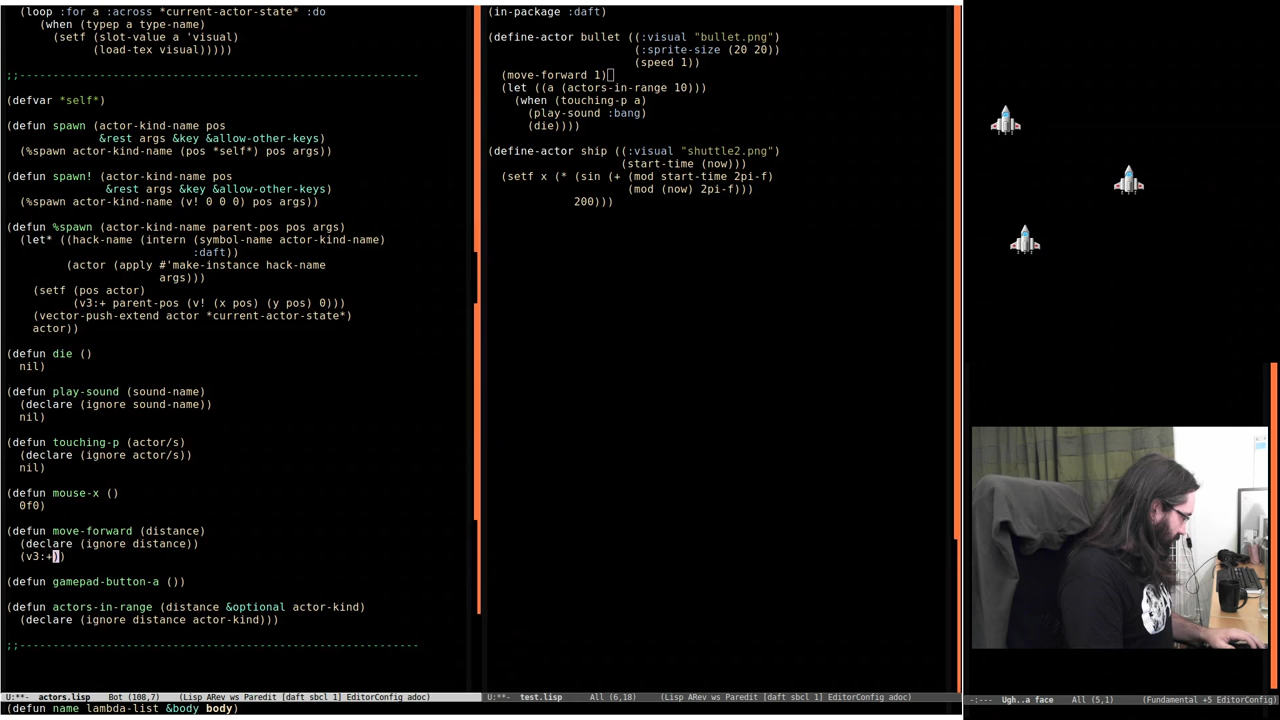 (loop :for a :across *current-actor-state* :do
(when (typep a type-name)
(setf (slot-value a 'visual)
(load-tex visual)))))
;;------------------------------------------------------------
(defvar *self*)
(defun spawn (actor-kind-name pos
&rest args &key &allow-other-keys)
(%spawn actor-kind-name (pos *self*) pos args))
(defun spawn! (actor-kind-name pos
&rest args &key &allow-other-keys)
(%spawn actor-kind-name (v! 0 0 0) pos args))
(defun %spawn (actor-kind-name parent-pos pos args)
(let* ((hack-name (intern (symbol-name actor-kind-name)
:daft))
(actor (apply #'make-instance hack-name
args)))
(setf (pos actor)
(v3:+ parent-pos (v! (x pos) (y pos) 0)))
(vector-push-extend actor *current-actor-state*)
actor))
(defun die ()
nil)
(defun play-sound (sound-name)
(declare (ignore sound-name))
nil)
(defun touching-p (actor/s)
(declare (ignore actor/s))
nil)
(defun mouse-x ()
0f0)
(defun move-forward (distance)
(declare (ignore distance))
(v3:+))
(defun gamepad-button-a ())
(defun actors-in-range (distance &optional actor-kind)
(declare (ignore distance actor-kind)))
;;------------------------------------------------------------
U:**- actors.lisp Bot (108,7) (Lisp ARev ws Paredit [daft sbcl 1] EditorConfig adoc)
(defun name lambda-list &body body)
(in-package :daft)
(define-actor bullet ((:visual "bullet.png")
(:sprite-size (20 20))
(speed 1))
(move-forward 1)
(let ((a (actors-in-range 10)))
(when (touching-p a)
(play-sound :bang)
(die))))
(define-actor ship ((:visual "shuttle2.png")
(start-time (now)))
(setf x (* (sin (+ (mod start-time 2pi-f)
(mod (now) 2pi-f)))
200)))
U:**- test.lisp All (6,18) (Lisp ARev ws Paredit [daft sbcl 1] EditorConfig adoc)
-:--- Ugh..a face All (5,1) (Fundamental +5 EditorConfig)